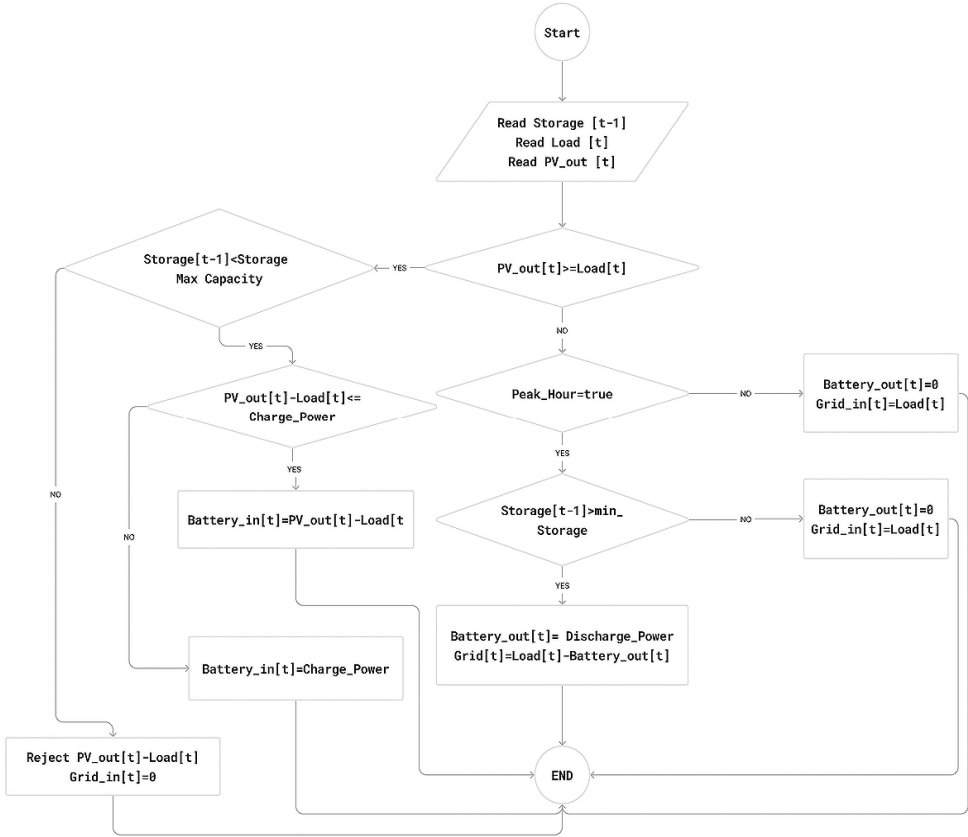 Start
Read Storage [t-1]
Read Load [t]
Read PV_out [t]
Storage[t-1]<Storage
Max Capacity
YES
PV_out[t]>=Load[t]
YES
NO
PV_out[t]-Load[t]<=
Charge_Power
Peak_Hour=true
NO
Battery_out[t]=0
Grid_in[t]=Load[t]
YES
YES
NO
Battery_in[t]=PV_out[t]-Load[t
Storage[t-1]>min_
Storage
NO
Battery_out[t]=0
Grid_in[t]=Load[t]
NO
YES
Battery_out[t]= Discharge_Power
Grid[t]=Load[t]-Battery_out[t]
Battery_in[t]=Charge_Power
Reject PV_out[t]-Load[t]
Grid_in[t]=0
END